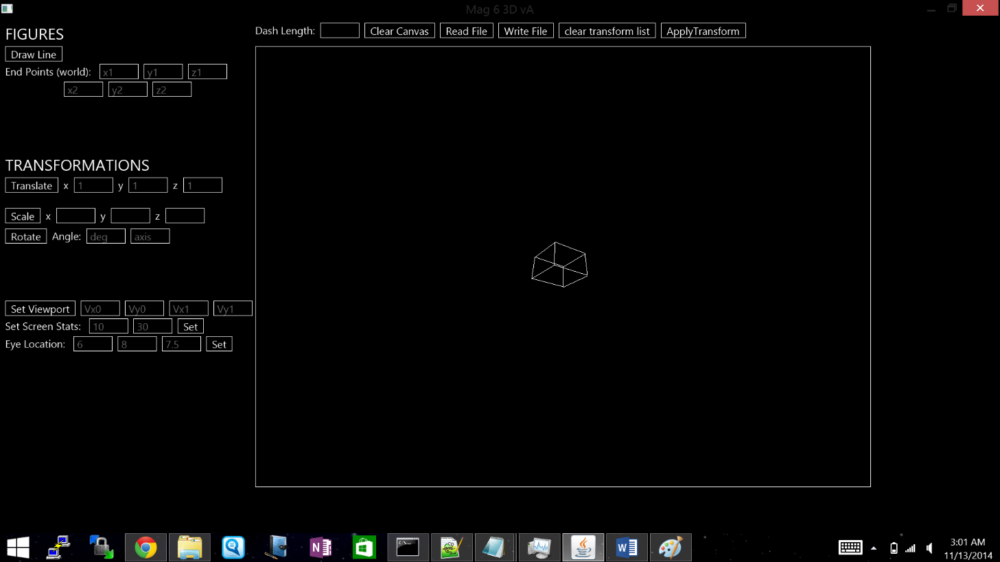 Mag 6 3D vA
FIGURES
Dash Length: Clear Canvas Read File Write File clear transform list ApplyTransform
Draw Line
End Points (world): x1 y1 z1
x2 y2 z2
TRANSFORMATIONS
Translate x 1 y 1 z 1
Scale x y z
Rotate Angle: deg axis
Set Viewport Vx0 Vy0 Vx1 Vy1
Set Screen Stats: 10 30 Set
Eye Location: 6 8 7.5 Set
3:01 AM
11/13/2014